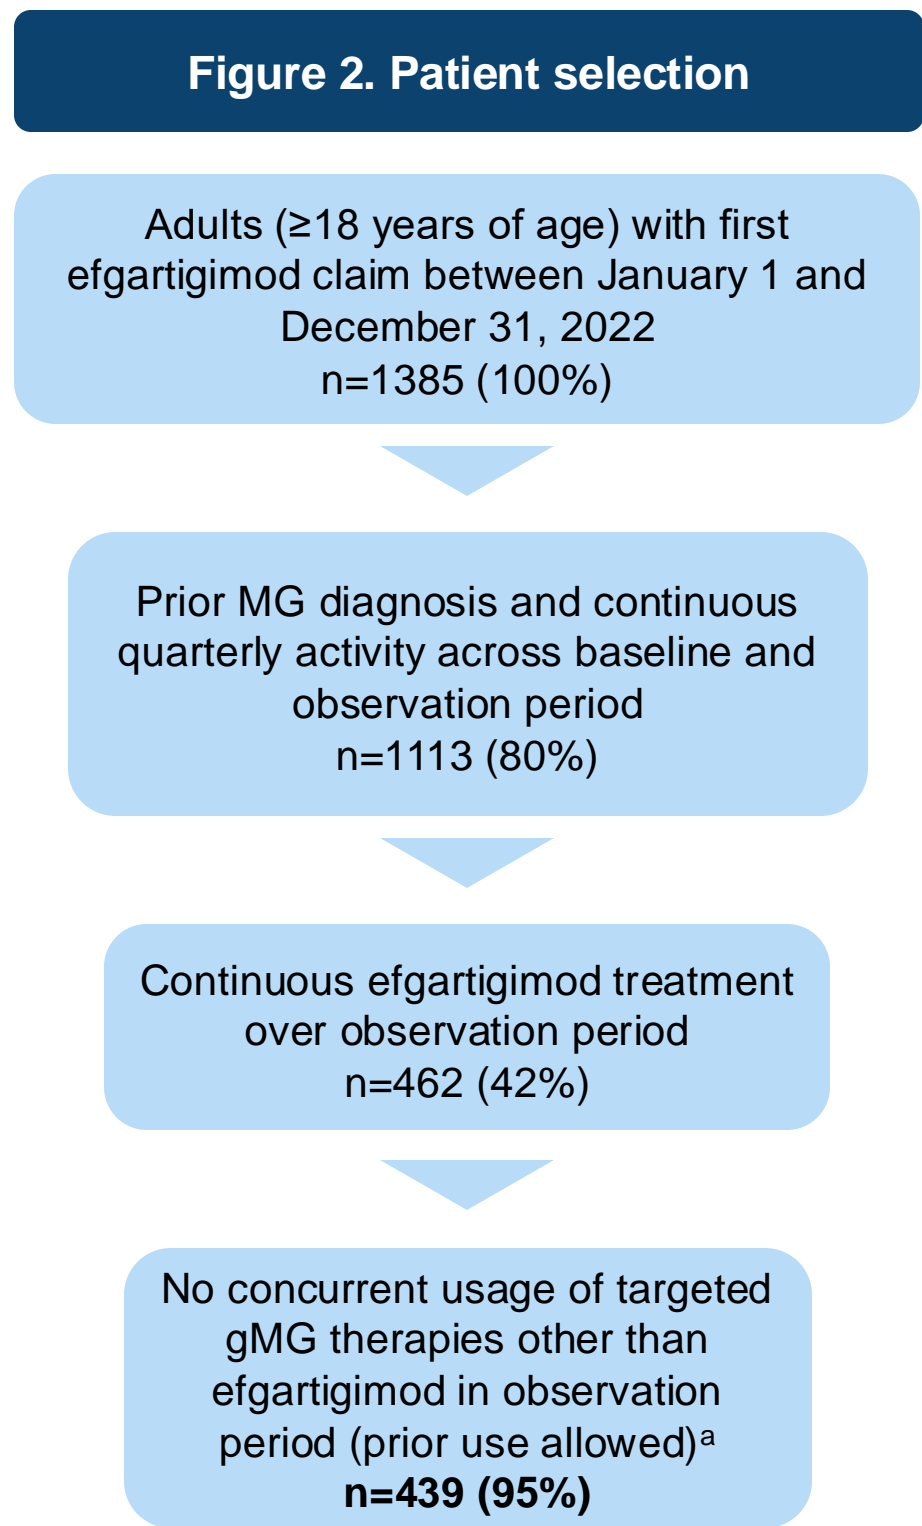 Figure 2. Patient selection
Adults (≥18 years of age) with first
efgartigimod claim between January 1 and
December 31, 2022
n=1385 (100%)
Prior MG diagnosis and continuous
quarterly activity across baseline and
observation period
n=1113 (80%)
Continuous efgartigimod treatment
over observation period
n=462 (42%)
No concurrent usage of targeted
gMG therapies other than
efgartigimod in observation
period (prior use allowed)ᵃ
n=439 (95%)